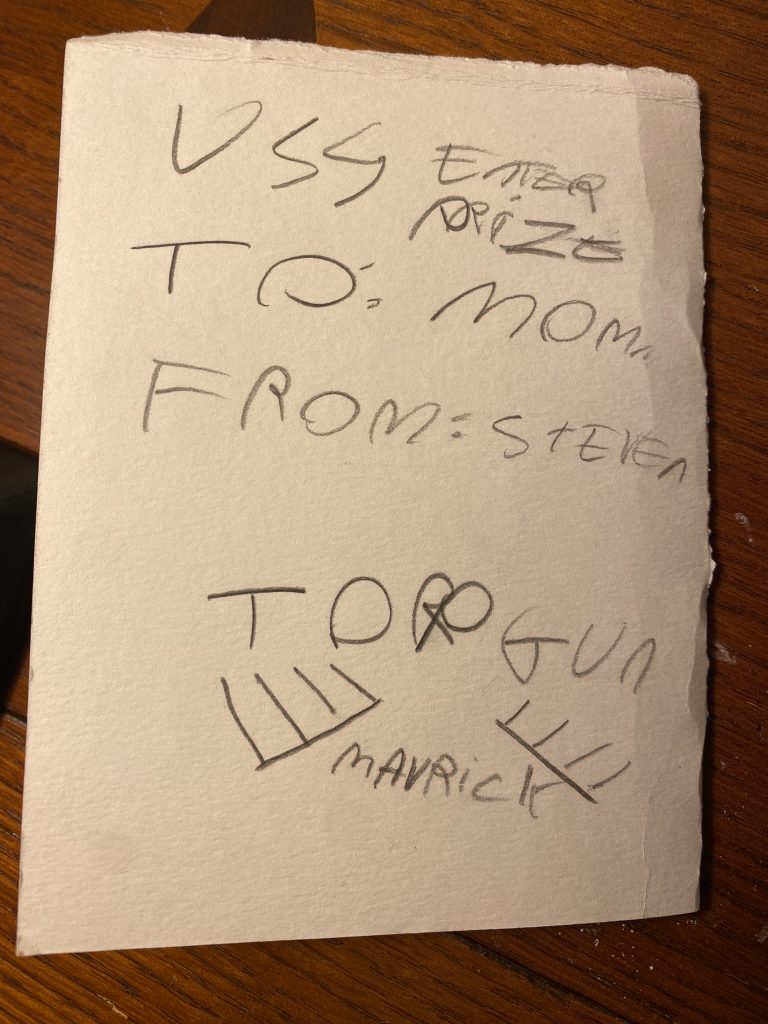 USS ENTER
PRIZE
TO: MOM
FROM: STEVEN
TOP GUN
MAVRICK